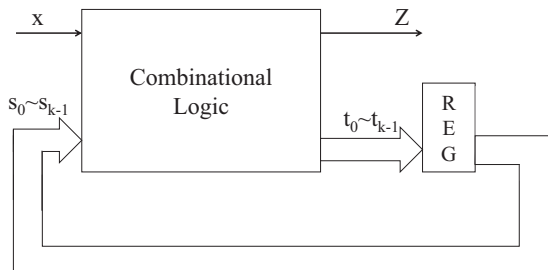 x
Z
Combinational
Logic
s₀~sₖ₋₁
t₀~tₖ₋₁
R
E
G